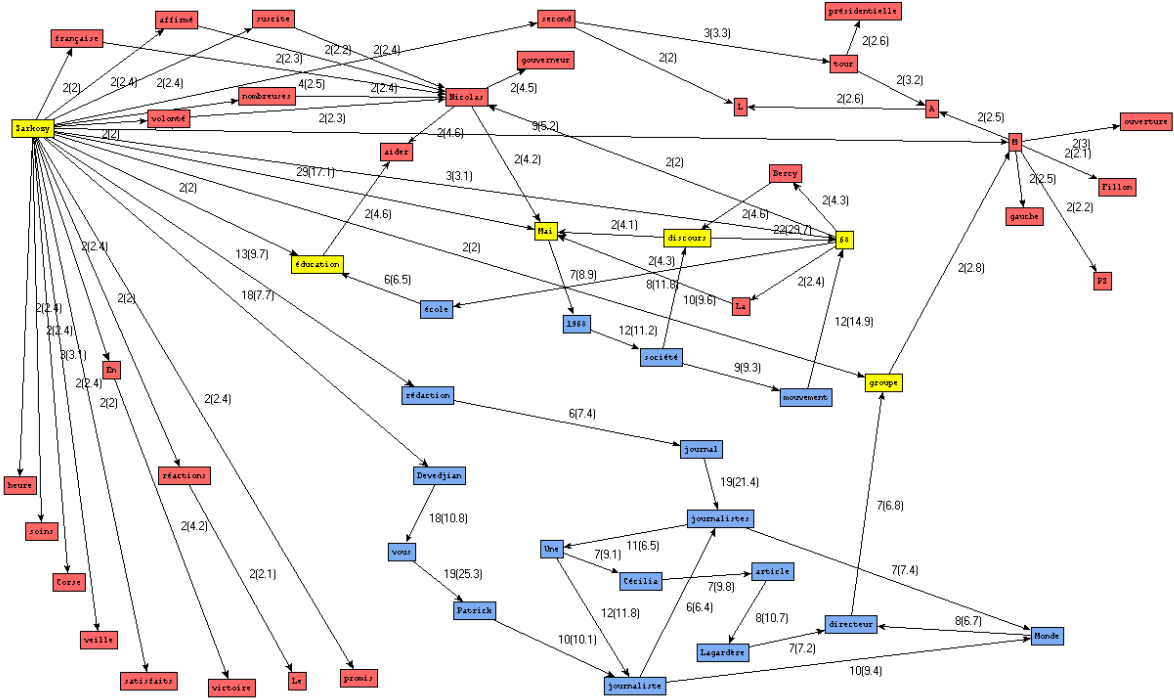 présidentielle
affirmé
suscite
second
française
3(3.3)
2(2.6)
2(2.2)
2(2.4)
2(2.3)
2(2)
gouverneur
tour
2(2.4)
2(2.4)
4(2.5)
2(2.4)
2(4.5)
2(3.2)
2(2)
nombreuses
Nicolas
L
2(2.6)
A
volonté
2(2.3)
2(2.5)
ouverture
Sarkozy
2(2)
2(4.6)
9(5.2)
M
2(3)
2(2.1)
aider
2(4.2)
2(2)
29(17.1)
3(3.1)
Bercy
2(2.5)
Fillon
2(2)
2(4.6)
2(4.3)
2(2.2)
2(4.6)
2(4.1)
gauche
Mai
discours
22(29.7)
68
2(2.4)
13(9.7)
2(2)
éducation
2(4.3)
2(2.8)
6(6.5)
7(8.9)
8(11.8)
2(2.4)
PS
18(7.7)
2(2)
10(9.6)
La
école
2(2.4)
1968
12(14.9)
2(2.4)
12(11.2)
3(3.1)
société
En
9(9.3)
2(2.4)
groupe
rédaction
mouvement
2(2)
2(2.4)
6(7.4)
journal
réactions
Devedjian
19(21.4)
heure
7(6.8)
18(10.8)
journalistes
soins
2(4.2)
11(6.5)
vous
Une
7(9.1)
7(7.4)
2(2.1)
19(25.3)
Cécilia
article
7(9.8)
Corse
Patrick
12(11.8)
6(6.4)
8(10.7)
directeur
8(6.7)
veille
10(10.1)
7(7.2)
Monde
Lagardère
10(9.4)
satisfaits
victoire
Le
promis
journaliste